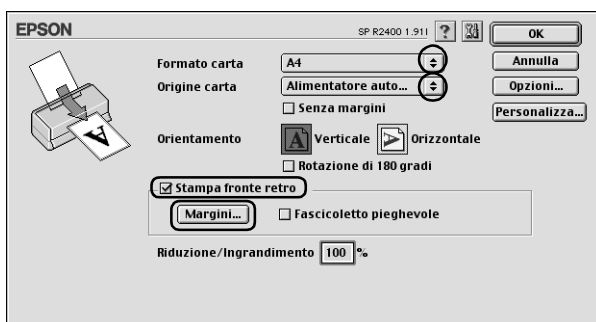 EPSON
SP R2400 1.911
?
OK
Formato carta
A4
Annulla
Origine carta
Alimentatore auto...
Opzioni...
Senza margini
Personalizza...
Orientamento
A Verticale
A Orizzontale
Rotazione di 180 gradi
Stampa fronte retro
Margini...
Fascicoletto pieghevole
Riduzione/Ingrandimento 100 %
A